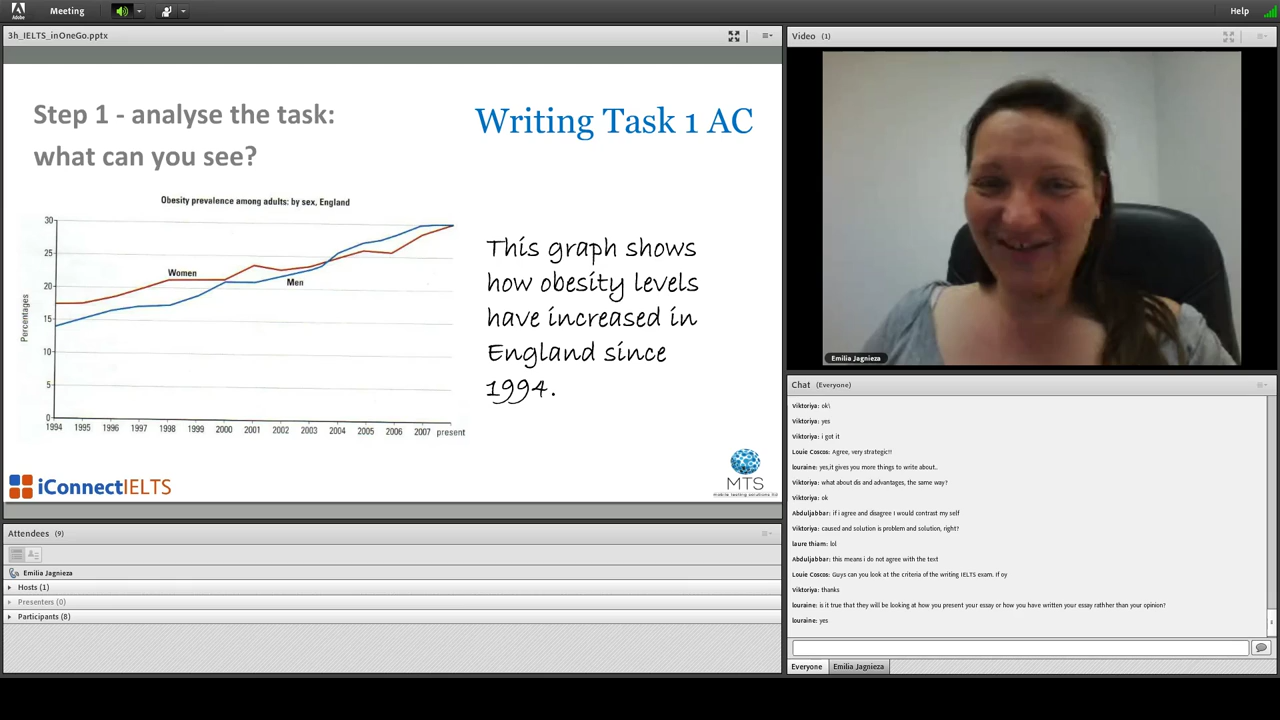 Adobe
Meeting
Help
3h_IELTS_inOneGo.pptx
Step 1 - analyse the task:
what can you see?
Writing Task 1 AC
Obesity prevalence among adults: by sex, England
Percentages
30
25
20
15
10
5
0
Women
Men
1994 1995 1996 1997 1998 1999 2000 2001 2002 2003 2004 2005 2006 2007 present
This graph shows
how obesity levels
have increased in
England since
1994.
iConnectIELTS
MTS
mobile testing solutions ltd
Attendees (9)
Emilia Jagnieza
Hosts (1)
Presenters (0)
Participants (8)
Video (1)
Emilia Jagnieza
Chat (Everyone)
Viktoriya: ok\
Viktoriya: yes
Viktoriya: i got it
Louie Coscos: Agree, very strategic!!
louraine: yes,it gives you more things to write about..
Viktoriya: what about dis and advantages, the same way?
Viktoriya: ok
Abduljabbar: if i agree and disagree I would contrast my self
Viktoriya: caused and solution is problem and solution, right?
laure thiam: lol
Abduljabbar: this means i do not agree with the text
Louie Coscos: Guys can you look at the criteria of the writing IELTS exam. If oy
Viktoriya: thanks
louraine: is it true that they will be looking at how you present your essay or how you have written your essay rathher than your opinion?
louraine: yes
Everyone
Emilia Jagnieza